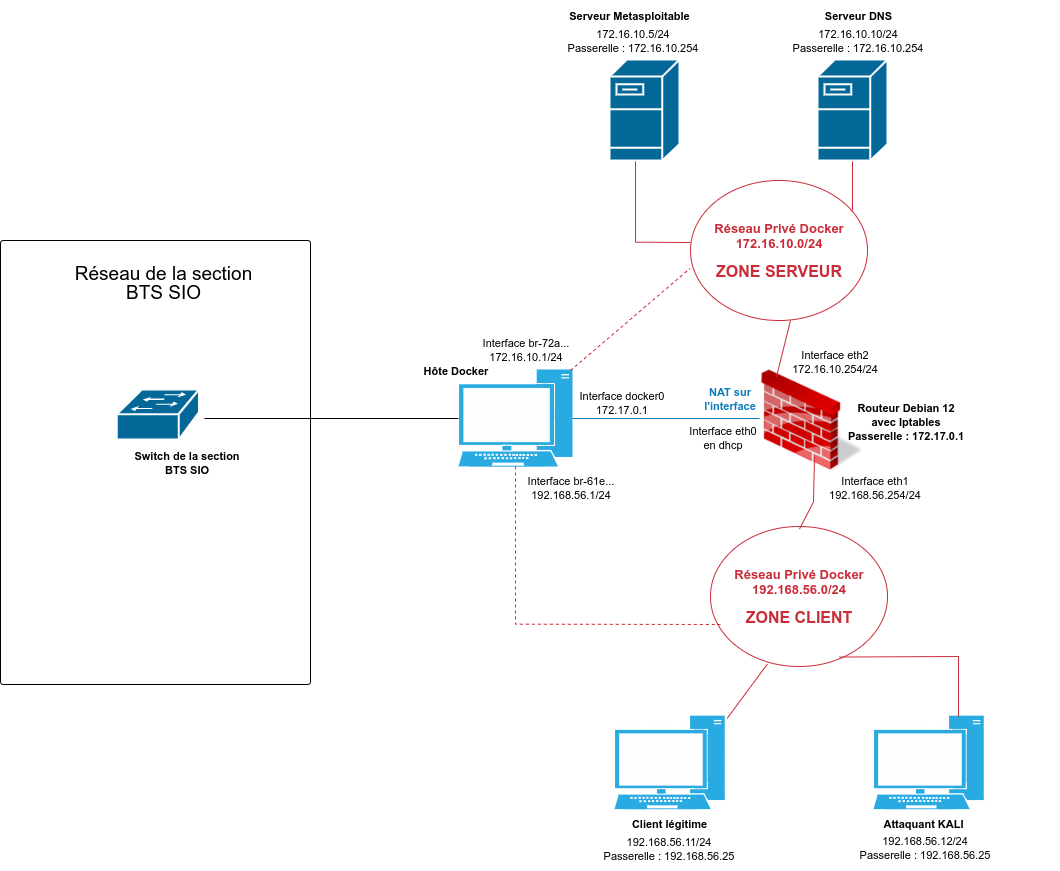 Serveur Metasploitable
172.16.10.5/24
Passerelle : 172.16.10.254
Serveur DNS
172.16.10.10/24
Passerelle : 172.16.10.254
Réseau Privé Docker
172.16.10.0/24
ZONE SERVEUR
Réseau de la section
BTS SIO
Interface br-72a...
172.16.10.1/24
Hôte Docker
Interface eth2
172.16.10.254/24
Interface docker0
172.17.0.1
NAT sur
l'interface
Interface eth0
en dhcp
Routeur Debian 12
avec Iptables
Passerelle : 172.17.0.1
Switch de la section
BTS SIO
Interface br-61e...
192.168.56.1/24
Interface eth1
192.168.56.254/24
Réseau Privé Docker
192.168.56.0/24
ZONE CLIENT
Client légitime
192.168.56.11/24
Passerelle : 192.168.56.25
Attaquant KALI
192.168.56.12/24
Passerelle : 192.168.56.25